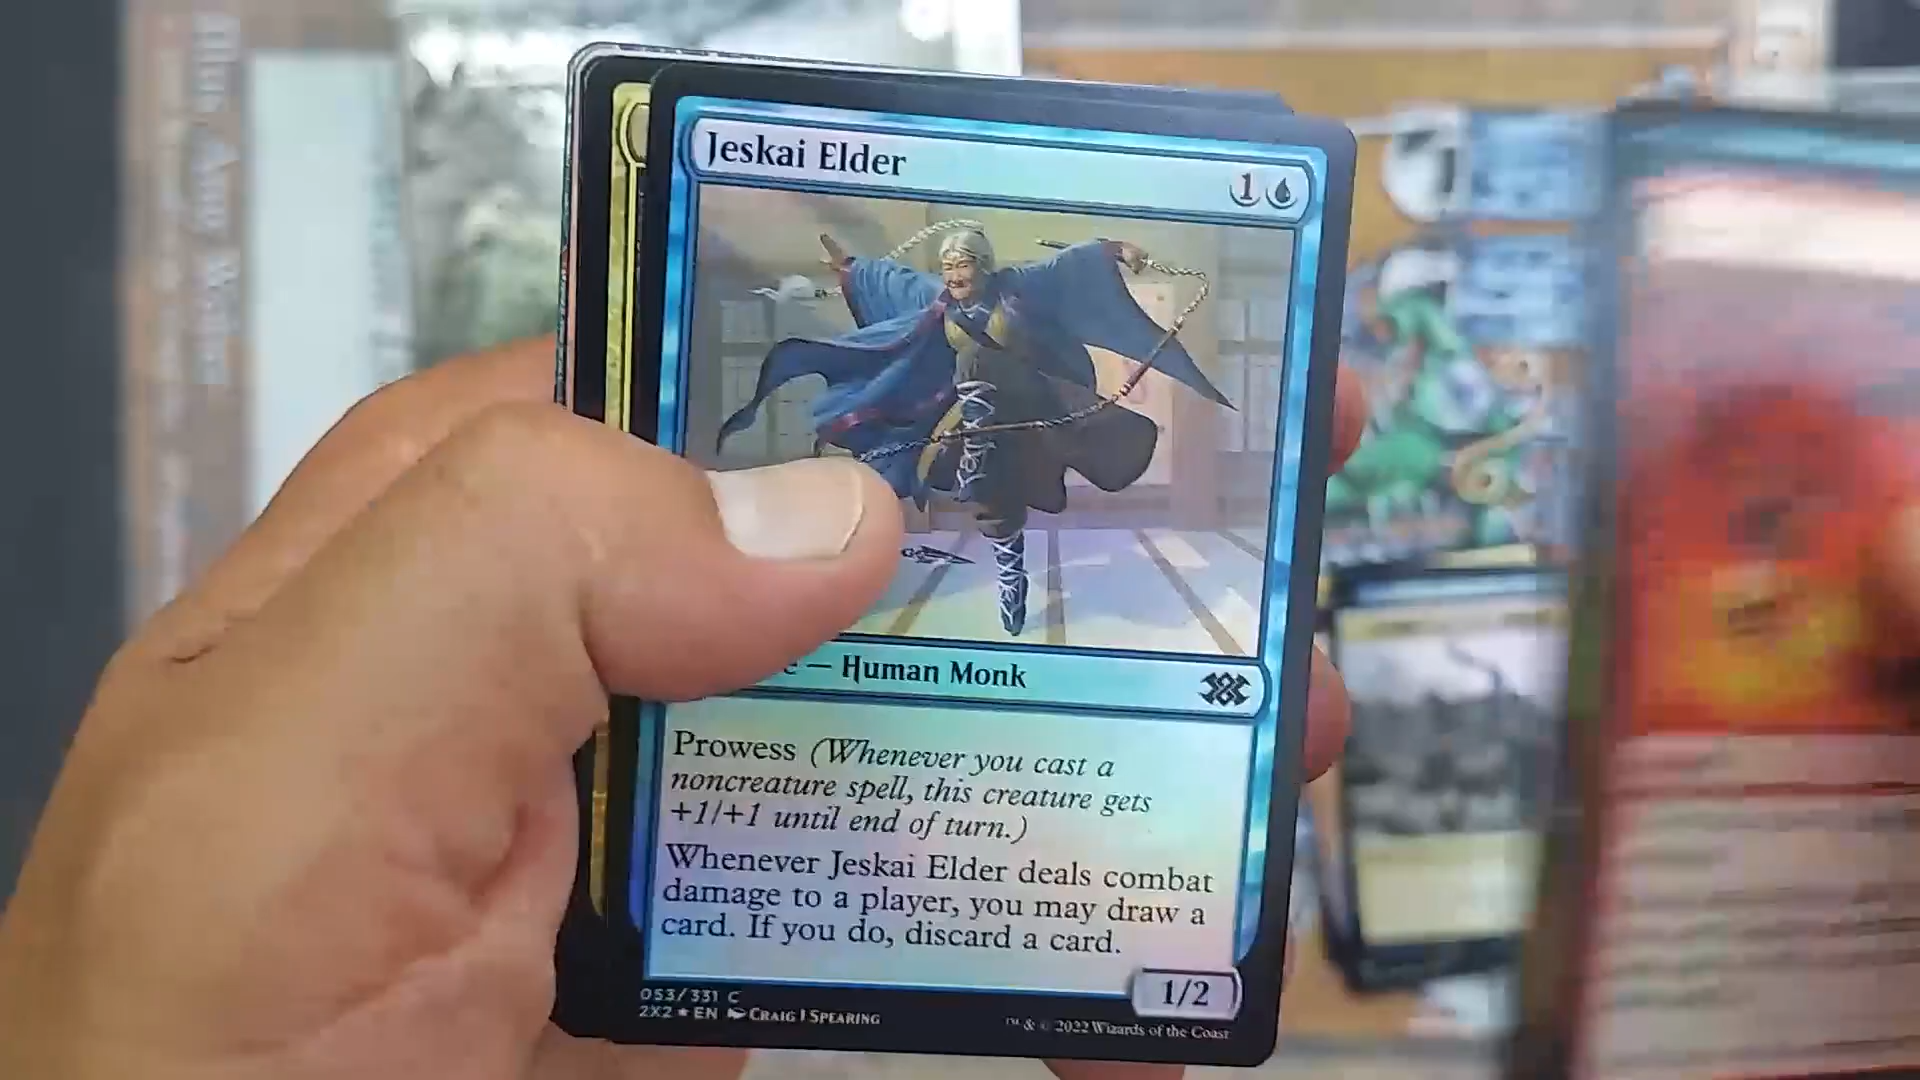 Jeskai Elder
1
— Human Monk
Prowess (Whenever you cast a
noncreature spell, this creature gets
+1/+1 until end of turn.)
Whenever Jeskai Elder deals combat
damage to a player, you may draw a
card. If you do, discard a card.
1/2
053/331 C
2X2 ★ EN CRAIG J SPEARING
™ & © 2022 Wizards of the Coast